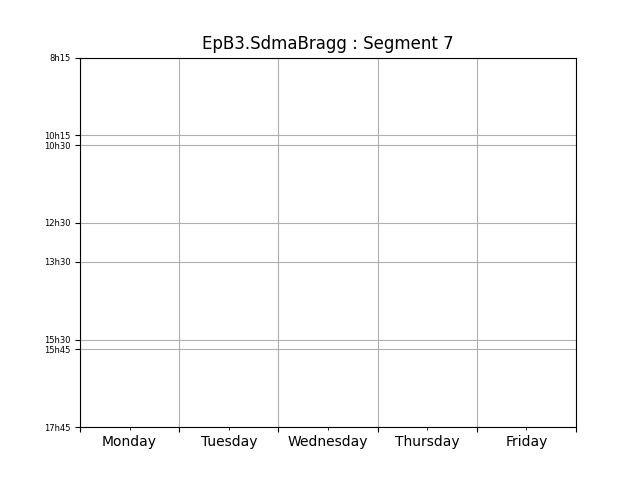 EpB3.SdmaBragg : Segment 7
8h15
10h15
10h30
12h30
13h30
15h30
15h45
17h45
Monday Tuesday Wednesday Thursday Friday